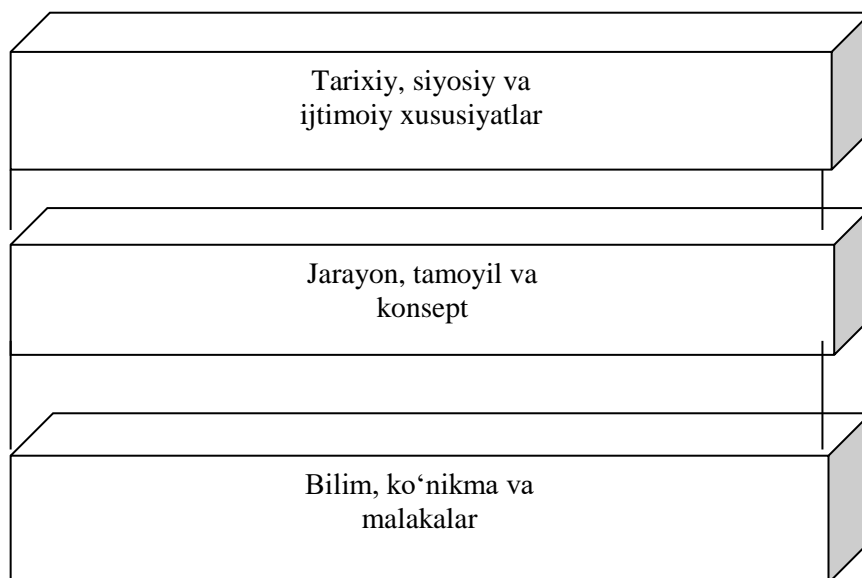 Tarixiy, siyosiy va
ijtimoiy xususiyatlar
Jarayon, tamoyil va
konsept
Bilim, ko‘nikma va
malakalar